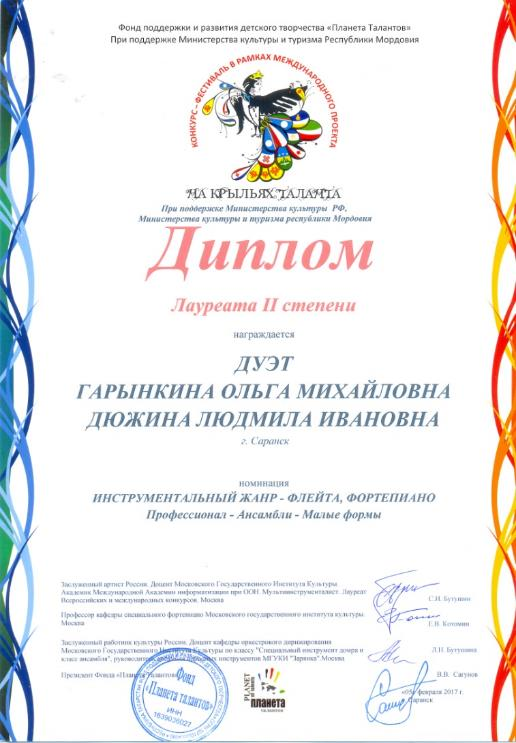 Фонд поддержки и развития детского творчества «Планета Талантов»
При поддержке Министерства культуры и туризма Республики Мордовия
КОНКУРС-ФЕСТИВАЛЬ В РАМКАХ МЕЖДУНАРОДНОГО ПРОЕКТА
НА КРЫЛЬЯХ ТАЛАНТА
При поддержке Министерства культуры РФ,
Министерства культуры и туризма республики Мордовия
Диплом
Лауреата II степени
награждается
ДУЭТ
ГАРЫНКИНА ОЛЬГА МИХАЙЛОВНА
ДЮЖИНА ЛЮДМИЛА ИВАНОВНА
г. Саранск
номинация
ИНСТРУМЕНТАЛЬНЫЙ ЖАНР - ФЛЕЙТА, ФОРТЕПИАНО
Профессионал - Ансамбли - Малые формы
Заслуженный артист России. Доцент Московского Государственного Института Культуры.
Академик Международной Академии информатизации при ООН. Мультиинструменталист. Лауреат
Всероссийских и международных конкурсов. Москва
С.И. Бутушин
Профессор кафедры специального фортепиано Московского государственного института культуры.
Москва
Е.В. Котомин
Заслуженный работник культуры России. Доцент кафедры оркестрового дирижирования
Московского Государственного Института Культуры по классу "Специальный инструмент домра и
класс ансамбля", руководитель инструментов МГУКИ "Заринка".Москва
Л.Н. Бутушина
Президент Фонда «Планета Талантов»
В.В. Сагунов
февраля 2017 г.
Саранск
Фонд
"Планета талантов"
ИНН
1639036027
PLANET
of talents
планета
талантов